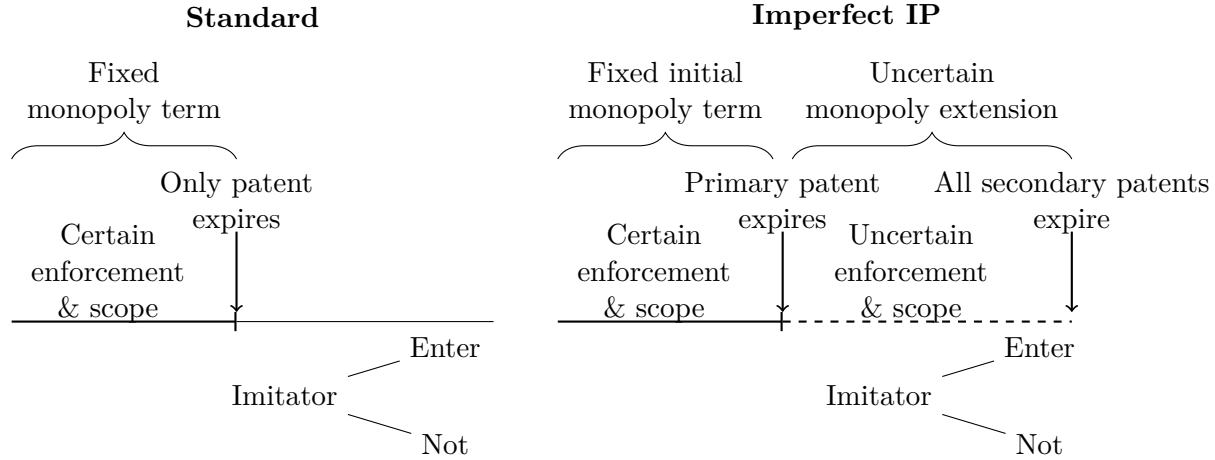 Standard
Fixed
monopoly term
Only patent
expires
Certain
enforcement
& scope
Enter
Imitator
Not
Imperfect IP
Fixed initial
monopoly term
Uncertain
monopoly extension
Primary patent
expires
All secondary patents
expire
Certain
enforcement
& scope
Uncertain
enforcement
& scope
Enter
Imitator
Not